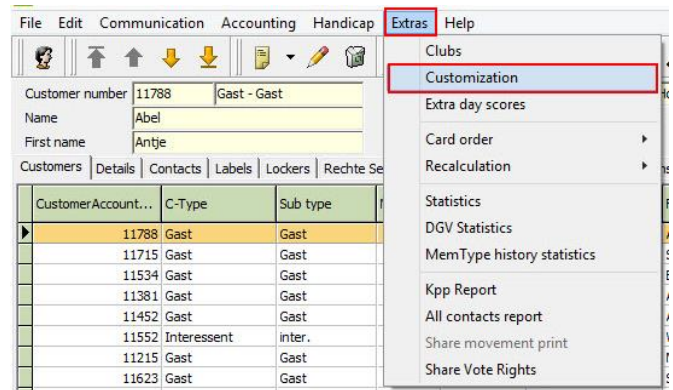 File Edit Communication Accounting Handicap Extras Help
Customer number 11788 Gast - Gast
Name Abel
First name Antje
Customers Details Contacts Labels Lockers Rechte Se
CustomerAccount... C-Type Sub type
11788 Gast Gast
11715 Gast Gast
11534 Gast Gast
11381 Gast Gast
11452 Gast Gast
11552 Interessent inter.
11215 Gast Gast
11623 Gast Gast
Clubs
Customization
Extra day scores
Card order
Recalculation
Statistics
DGV Statistics
MemType history statistics
Kpp Report
All contacts report
Share movement print
Share Vote Rights